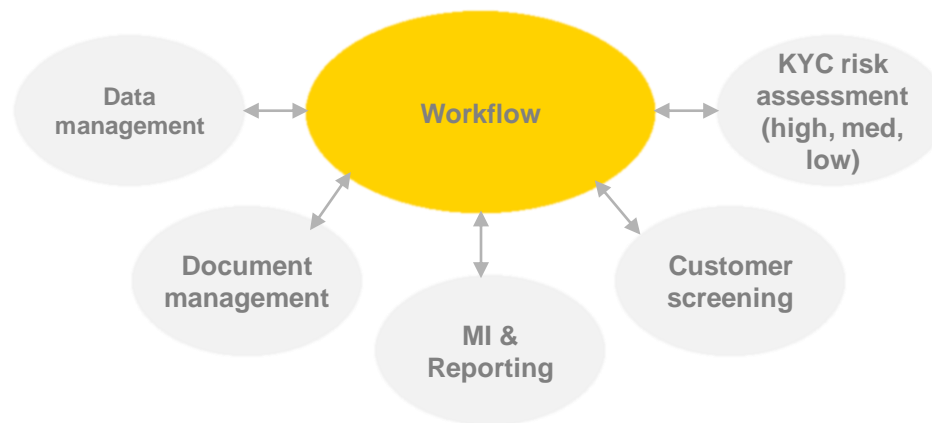 Workflow
Data
management
KYC risk
assessment
(high, med,
low)
Document
management
MI &
Reporting
Customer
screening